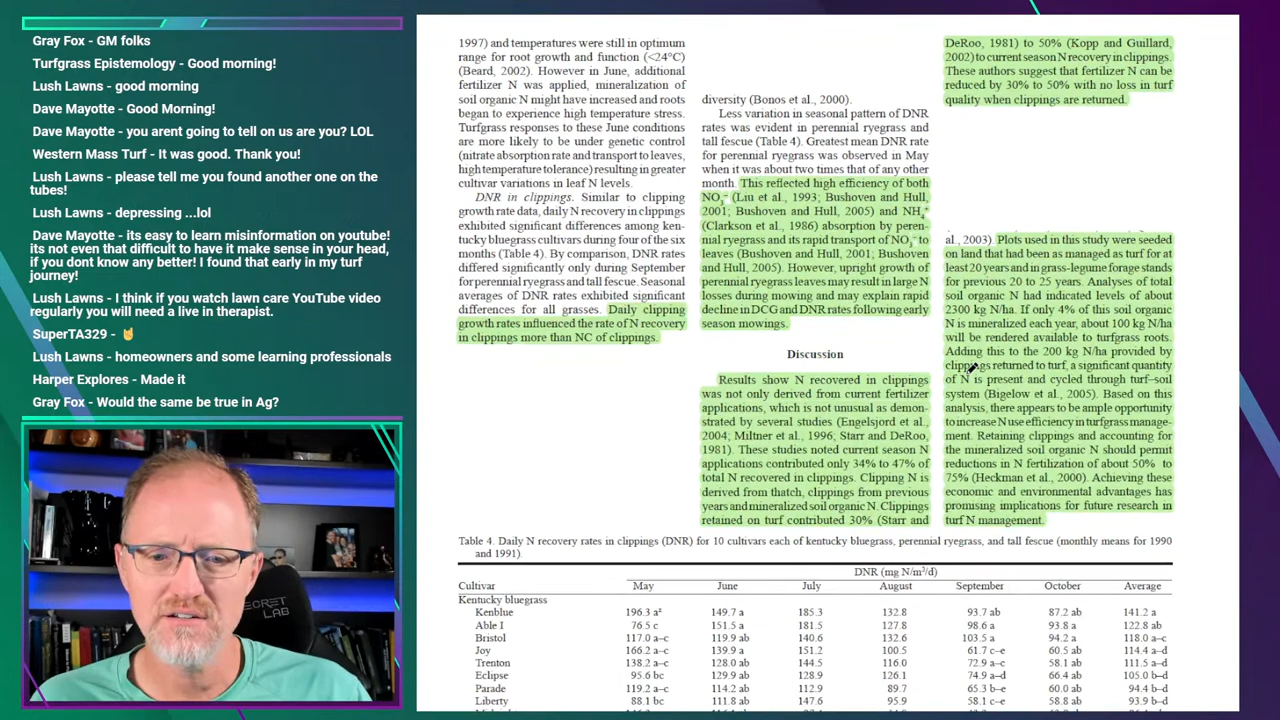 Gray Fox - GM folks
Turfgrass Epistemology - Good morning!
Lush Lawns - good morning
Dave Mayotte - Good Morning!
Dave Mayotte - you arent going to tell on us are you? LOL
Western Mass Turf - It was good. Thank you!
Lush Lawns - please tell me you found another one on the
tubes!
Lush Lawns - depressing ...lol
Dave Mayotte - its easy to learn misinformation on youtube!
its not even that difficult to have it make sense in your head,
if you dont know any better! I found that early in my turf
journey!
Lush Lawns - I think if you watch lawn care YouTube video
regularly you will need a live in therapist.
SuperTA329 - 🤘
Lush Lawns - homeowners and some learning professionals
Harper Explores - Made it
Gray Fox - Would the same be true in Ag?
1997) and temperatures were still in optimum
range for root growth and function (<24°C)
(Beard, 2002). However in June, additional
fertilizer N was applied, mineralization of
soil organic N might have increased and roots
began to experience high temperature stress.
Turfgrass responses to these June conditions
are more likely to be under genetic control
(nitrate absorption rate and transport to leaves,
high temperature tolerance) resulting in greater
cultivar variations in leaf N levels.
DNR in clippings. Similar to clipping
growth rate data, daily N recovery in clippings
exhibited significant differences among ken-
tucky bluegrass cultivars during four of the six
months (Table 4). By comparison, DNR rates
differed significantly only during September
for perennial ryegrass and tall fescue. Seasonal
averages of DNR rates exhibited significant
differences for all grasses. Daily clipping
growth rates influenced the rate of N recovery
in clippings more than NC of clippings.
diversity (Bonos et al., 2000).
Less variation in seasonal pattern of DNR
rates was evident in perennial ryegrass and
tall fescue (Table 4). Greatest mean DNR rate
for perennial ryegrass was observed in May
when it was about two times that of any other
month. This reflected high efficiency of both
NO3− (Liu et al., 1993; Bushoven and Hull,
2001; Bushoven and Hull, 2005) and NH4+
(Clarkson et al., 1986) absorption by peren-
nial ryegrass and its rapid transport of NO3− to
leaves (Bushoven and Hull, 2001; Bushoven
and Hull, 2005). However, upright growth of
perennial ryegrass leaves may result in large N
losses during mowing and may explain rapid
decline in DCG and DNR rates following early
season mowings.
Discussion
Results show N recovered in clippings
was not only derived from current fertilizer
applications, which is not unusual as demon-
strated by several studies (Engelsjord et al.,
2004; Miltner et al., 1996; Starr and DeRoo,
1981). These studies noted current season N
applications contributed only 34% to 47% of
total N recovered in clippings. Clipping N is
derived from thatch, clippings from previous
years and mineralized soil organic N. Clippings
retained on turf contributed 30% (Starr and
DeRoo, 1981) to 50% (Kopp and Guillard,
2002) to current season N recovery in clippings.
These authors suggest that fertilizer N can be
reduced by 30% to 50% with no loss in turf
quality when clippings are returned.
al., 2003). Plots used in this study were seeded
on land that had been as managed as turf for at
least 20 years and in grass-legume forage stands
for previous 20 to 25 years. Analyses of total
soil organic N had indicated levels of about
2300 kg N/ha. If only 4% of this soil organic
N is mineralized each year, about 100 kg N/ha
will be rendered available to turfgrass roots.
Adding this to the 200 kg N/ha provided by
clippings returned to turf, a significant quantity
of N is present and cycled through turf–soil
system (Bigelow et al., 2005). Based on this
analysis, there appears to be ample opportunity
to increase N use efficiency in turfgrass manage-
ment. Retaining clippings and accounting for
the mineralized soil organic N should permit
reductions in N fertilization of about 50% to
75% (Heckman et al., 2000). Achieving these
economic and environmental advantages has
promising implications for future research in
turf N management.
Table 4. Daily N recovery rates in clippings (DNR) for 10 cultivars each of kentucky bluegrass, perennial ryegrass, and tall fescue (monthly means for 1990
and 1991).
DNR (mg N/m²/d)
Cultivar May June July August September October Average
Kentucky bluegrass
Kenblue 196.3 aᶻ 149.7 a 185.3 132.8 93.7 ab 87.2 ab 141.2 a
Able I 76.5 c 151.5 a 181.5 127.8 98.6 a 93.8 a 122.8 ab
Bristol 117.0 a–c 119.9 ab 140.6 132.6 103.5 a 94.2 a 118.0 a–c
Joy 166.2 a–c 139.9 a 151.2 100.5 61.7 c–e 60.5 ab 114.4 a–d
Trenton 138.2 a–c 128.0 ab 144.5 116.0 72.9 a–c 58.1 ab 111.5 a–d
Eclipse 95.6 bc 129.9 ab 128.9 126.1 74.9 a–d 66.4 ab 105.0 b–d
Parade 119.2 a–c 114.2 ab 112.9 89.7 65.3 b–e 60.0 ab 94.4 b–d
Liberty 88.1 bc 111.8 ab 147.6 95.9 58.1 c–e 58.8 ab 93.9 b–d